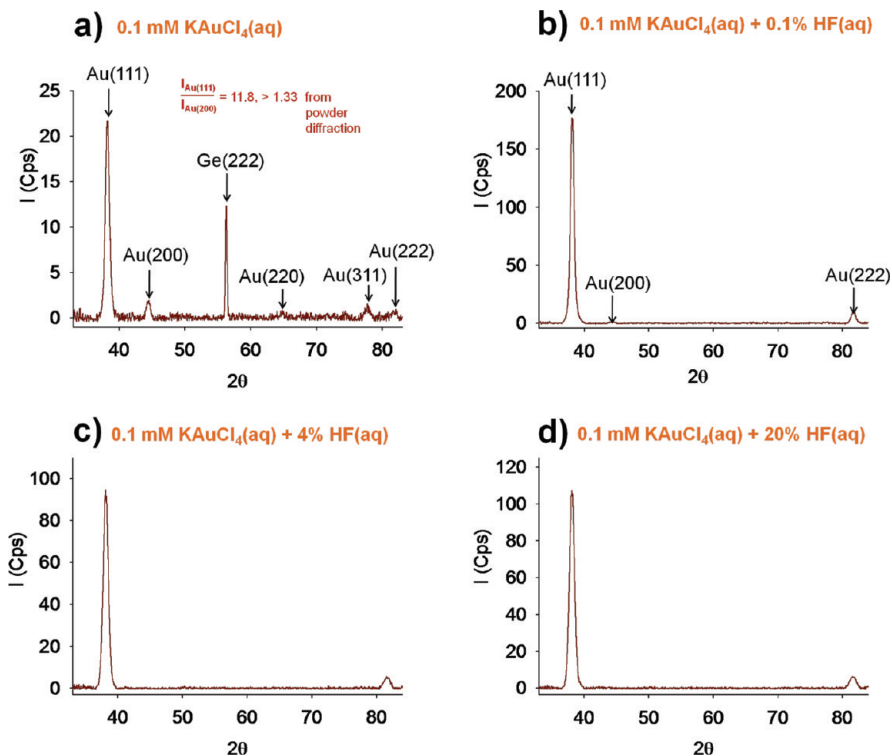 a) 0.1 mM KAuCl₄(aq)
Au(111)
I_Au(111) / I_Au(200) = 11.8, > 1.33 from
powder
diffraction
Ge(222)
Au(200)
Au(220)
Au(311)
Au(222)
I (Cps)
25
20
15
10
5
0
40 50 60 70 80
2θ
b) 0.1 mM KAuCl₄(aq) + 0.1% HF(aq)
Au(111)
Au(200)
Au(222)
I (Cps)
200
150
100
50
0
40 50 60 70 80
2θ
c) 0.1 mM KAuCl₄(aq) + 4% HF(aq)
I (Cps)
100
80
60
40
20
0
40 50 60 70 80
2θ
d) 0.1 mM KAuCl₄(aq) + 20% HF(aq)
I (Cps)
120
100
80
60
40
20
0
40 50 60 70 80
2θ